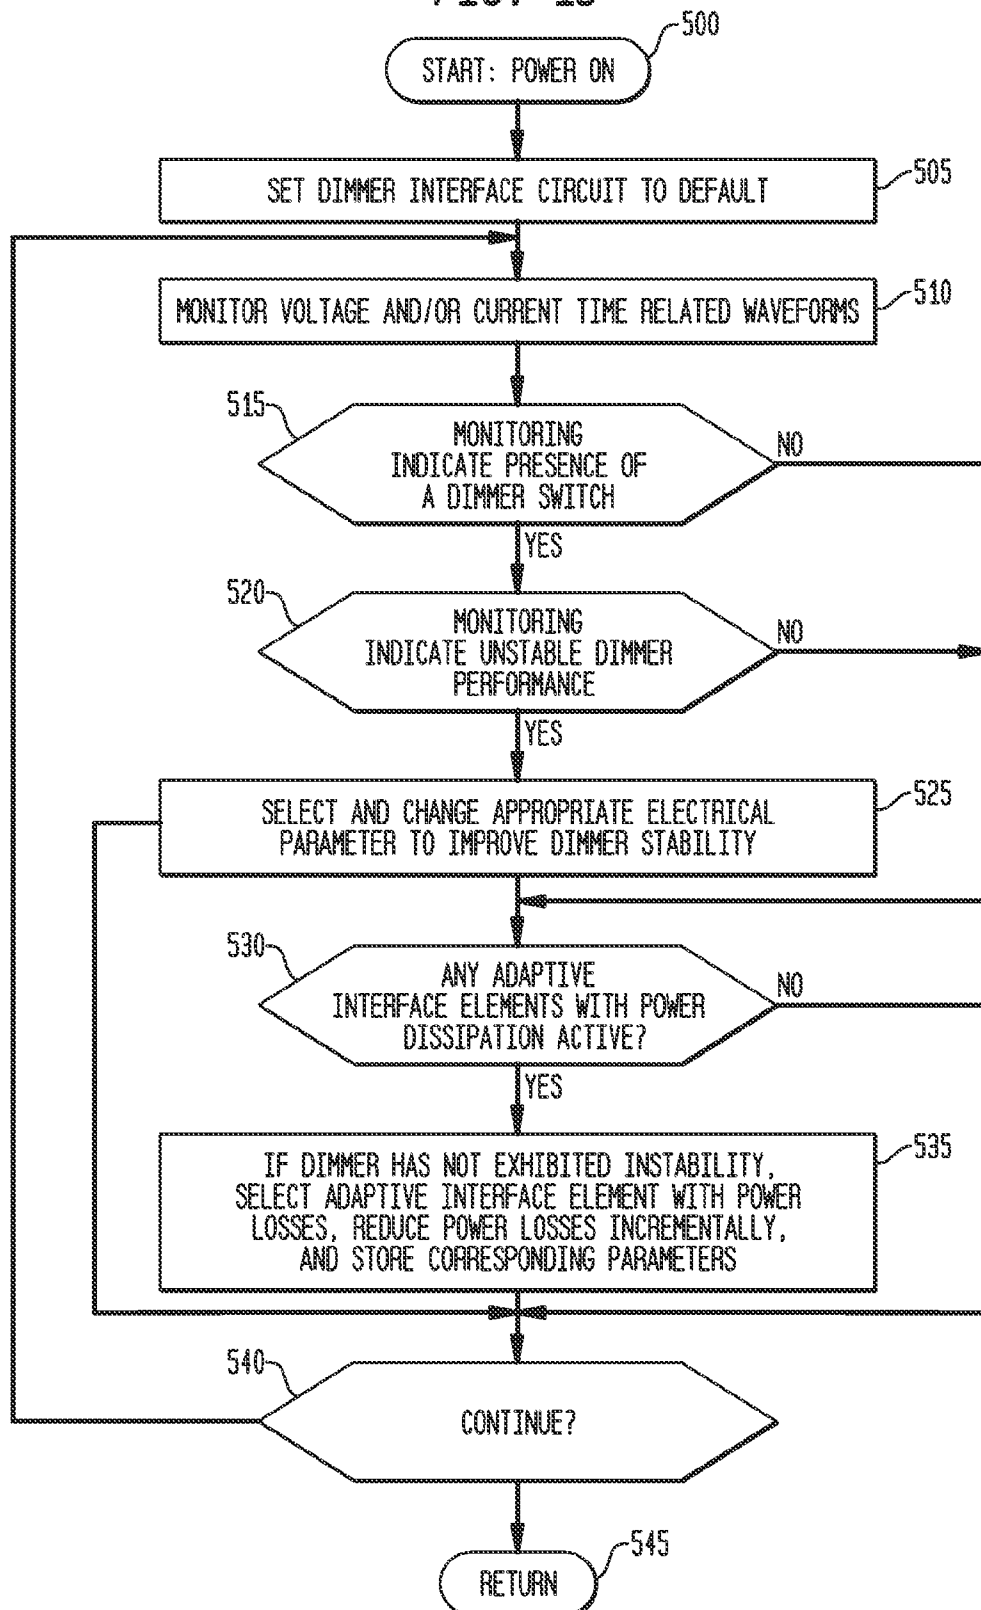 500
START: POWER ON
SET DIMMER INTERFACE CIRCUIT TO DEFAULT
505
MONITOR VOLTAGE AND/OR CURRENT TIME RELATED WAVEFORMS
510
515
MONITORING
INDICATE PRESENCE OF
A DIMMER SWITCH
NO
YES
520
MONITORING
INDICATE UNSTABLE DIMMER
PERFORMANCE
NO
YES
SELECT AND CHANGE APPROPRIATE ELECTRICAL
PARAMETER TO IMPROVE DIMMER STABILITY
525
530
ANY ADAPTIVE
INTERFACE ELEMENTS WITH POWER
DISSIPATION ACTIVE?
NO
YES
IF DIMMER HAS NOT EXHIBITED INSTABILITY,
SELECT ADAPTIVE INTERFACE ELEMENT WITH POWER
LOSSES, REDUCE POWER LOSSES INCREMENTALLY,
AND STORE CORRESPONDING PARAMETERS
535
540
CONTINUE?
RETURN
545